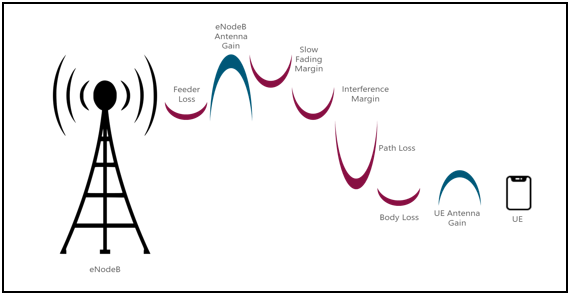 eNodeB
Antenna
Gain
Slow
Fading
Margin
Feeder
Loss
Interference
Margin
Path Loss
Body Loss
UE Antenna
Gain
UE
eNodeB